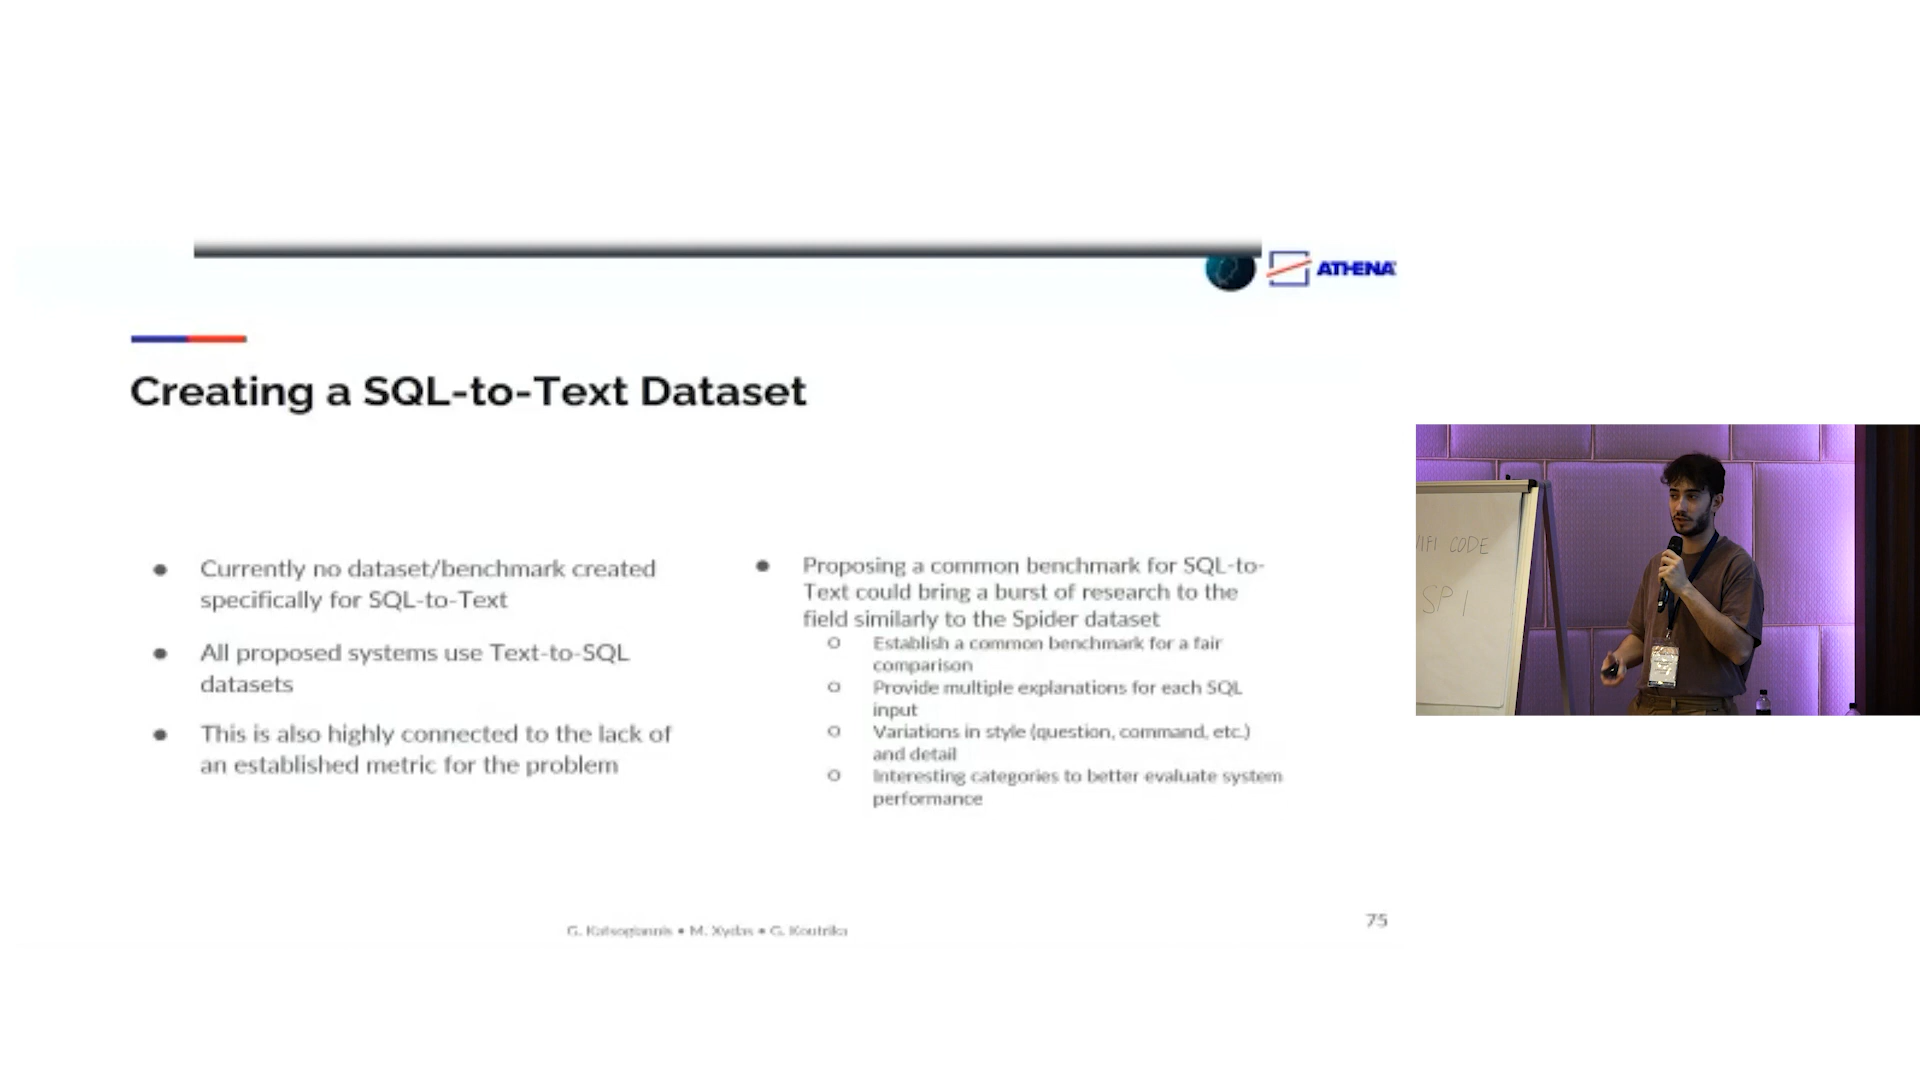 ATHENA
Creating a SQL-to-Text Dataset
● Currently no dataset/benchmark created
specifically for SQL-to-Text
● All proposed systems use Text-to-SQL
datasets
● This is also highly connected to the lack of
an established metric for the problem
● Proposing a common benchmark for SQL-to-
Text could bring a burst of research to the
field similarly to the Spider dataset
○ Establish a common benchmark for a fair
comparison
○ Provide multiple explanations for each SQL
input
○ Variations in style (question, command, etc.)
and detail
○ Interesting categories to better evaluate system
performance
G. Katsogiannis • M. Xydas • G. Koutrika
75
CODE
SP1